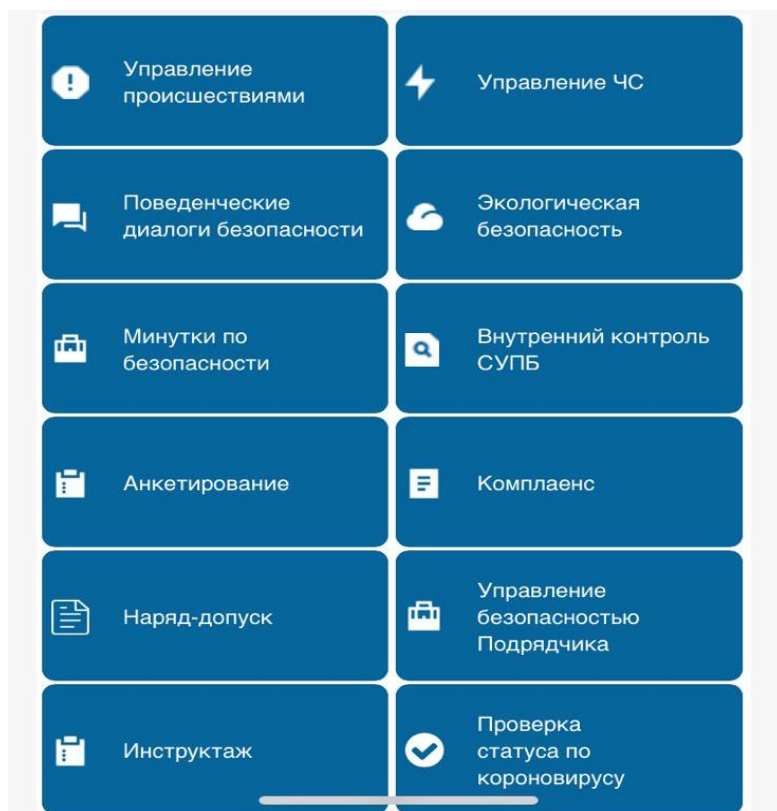 Управление
происшествиями
Управление ЧС
Поведенческие
диалоги безопасности
Экологическая
безопасность
Минутки по
безопасности
Внутренний контроль
СУПБ
Анкетирование
Комплаенс
Наряд-допуск
Управление
безопасностью
Подрядчика
Инструктаж
Проверка
статуса по
короновирусу